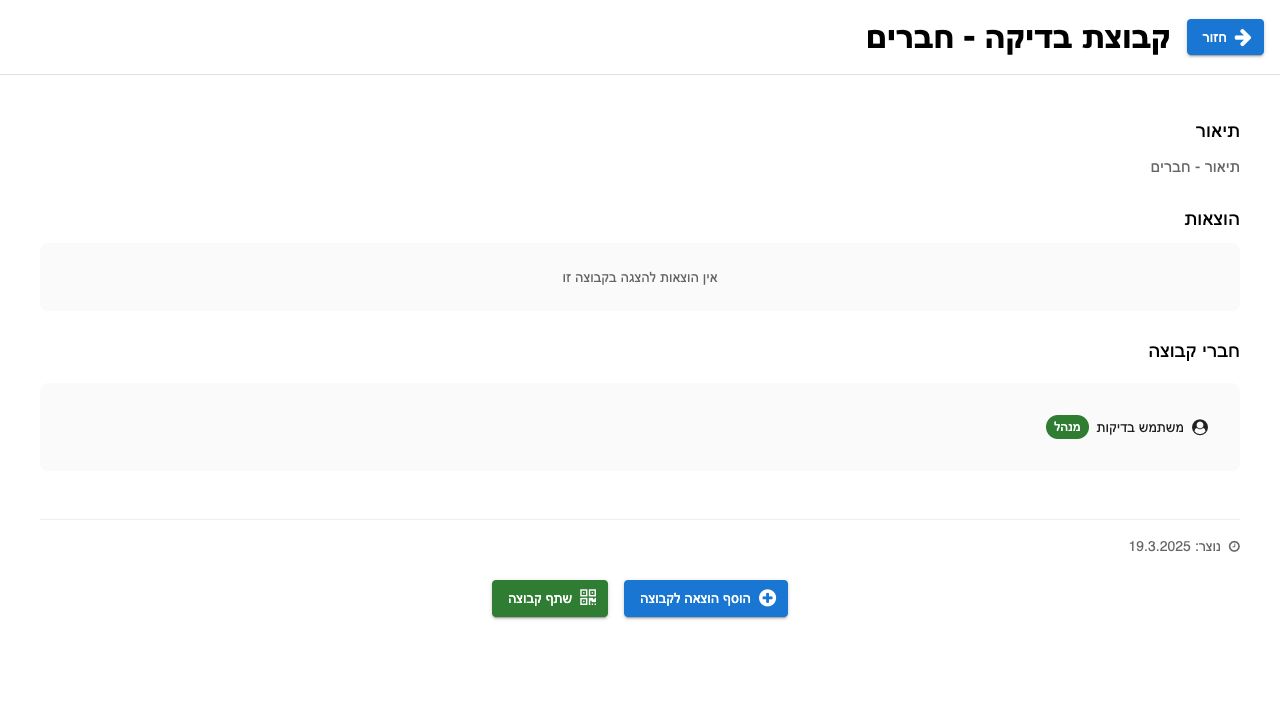 חזור
קבוצת בדיקה - חברים
תיאור
תיאור - חברים
הוצאות
אין הוצאות להצגה בקבוצה זו
חברי קבוצה
משתמש בדיקות מנהל
נוצר: 19.3.2025
הוסף הוצאה לקבוצה
שתף קבוצה